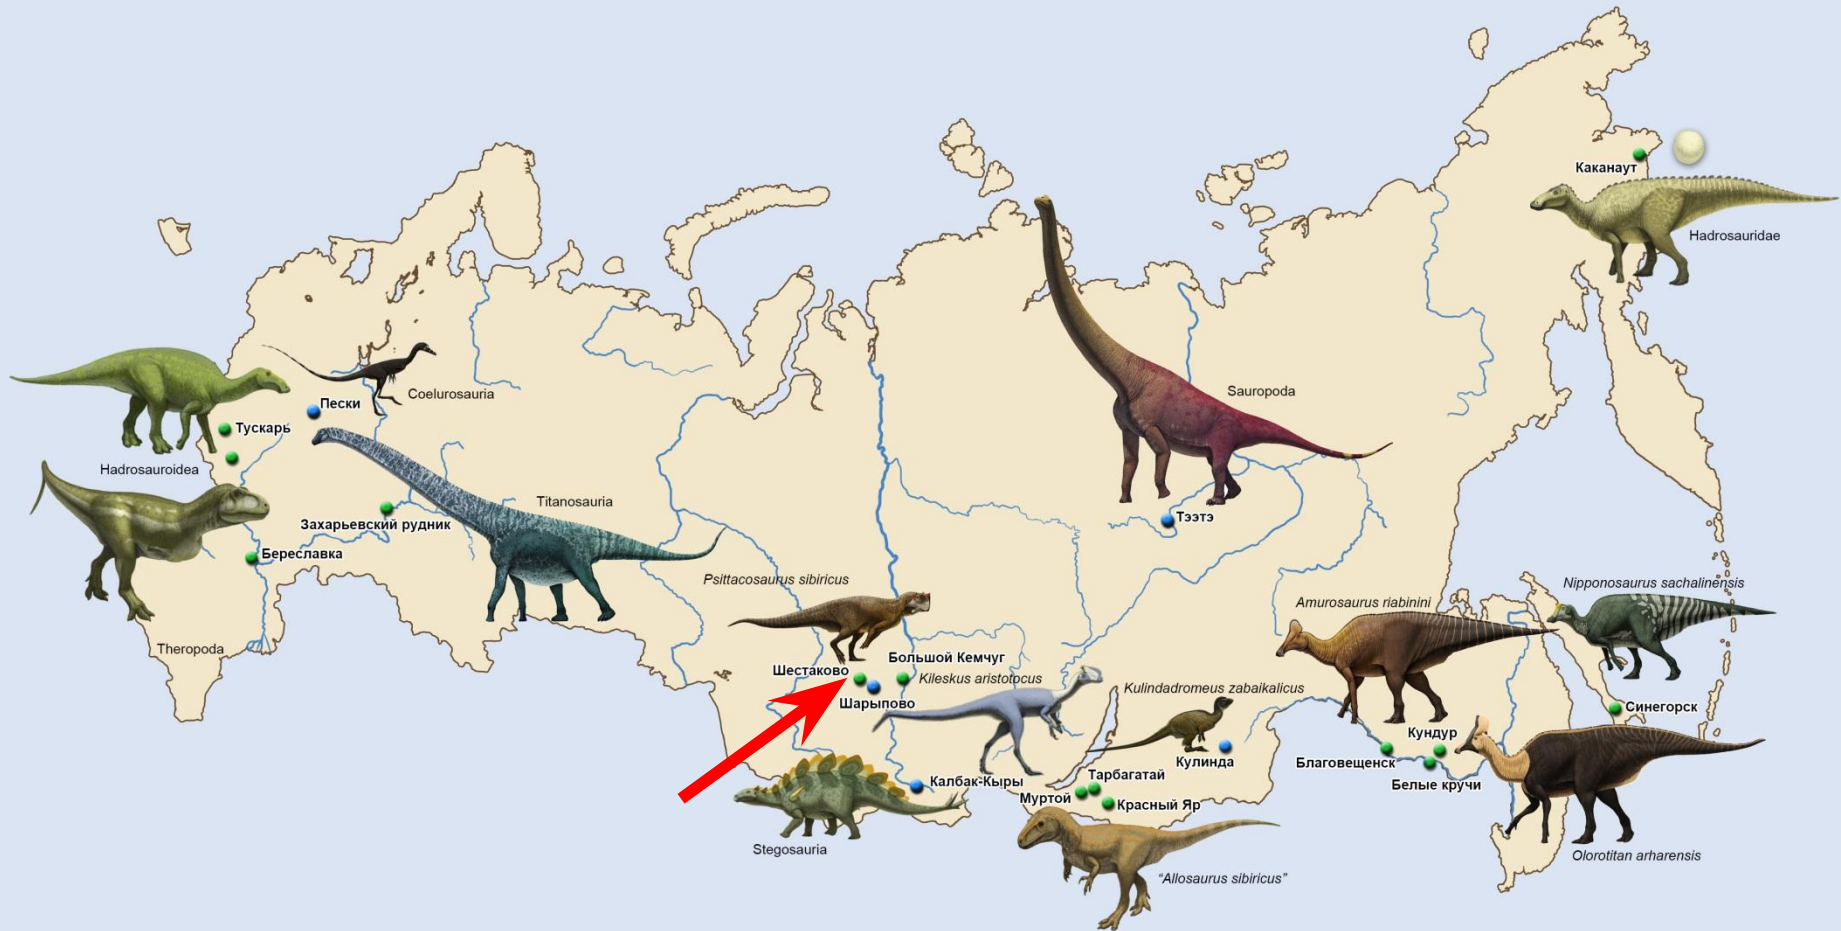 Каканаут
Hadrosauridae
Coelurosauria
Sauropoda
Пески
Тускарь
Hadrosauroidea
Titanosauria
Захарьевский рудник
Тээтэ
Береславка
Psittacosaurus sibiricus
Nipponosaurus sachalinensis
Amurosaurus riabinini
Theropoda
Большой Кемчуг
Шестаково
Kileskus aristotocus
Kulindadromeus zabaikalicus
Шарыпово
Синегорск
Кундур
Кулинда
Благовещенск
Тарбагатай
Калбак-Кыры
Белые кручи
Муртой
Красный Яр
Stegosauria
Olorotitan arharensis
“Allosaurus sibiricus”